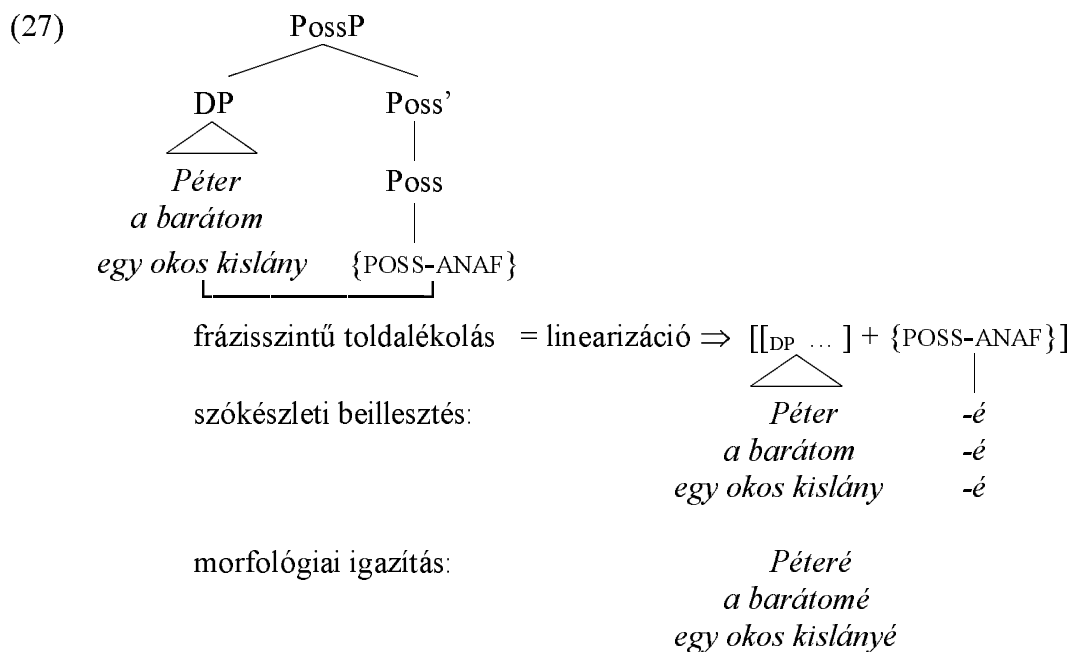 (27) PossP
DP Poss’
Péter Poss
a barátom
egy okos kislány {POSS-ANAF}
frázisszintű toldalékolás = linearizáció ⇒ [[DP … ] + {POSS-ANAF}]
szókészleti beillesztés: Péter -é
a barátom -é
egy okos kislány -é
morfológiai igazítás: Péteré
a barátomé
egy okos kislányé